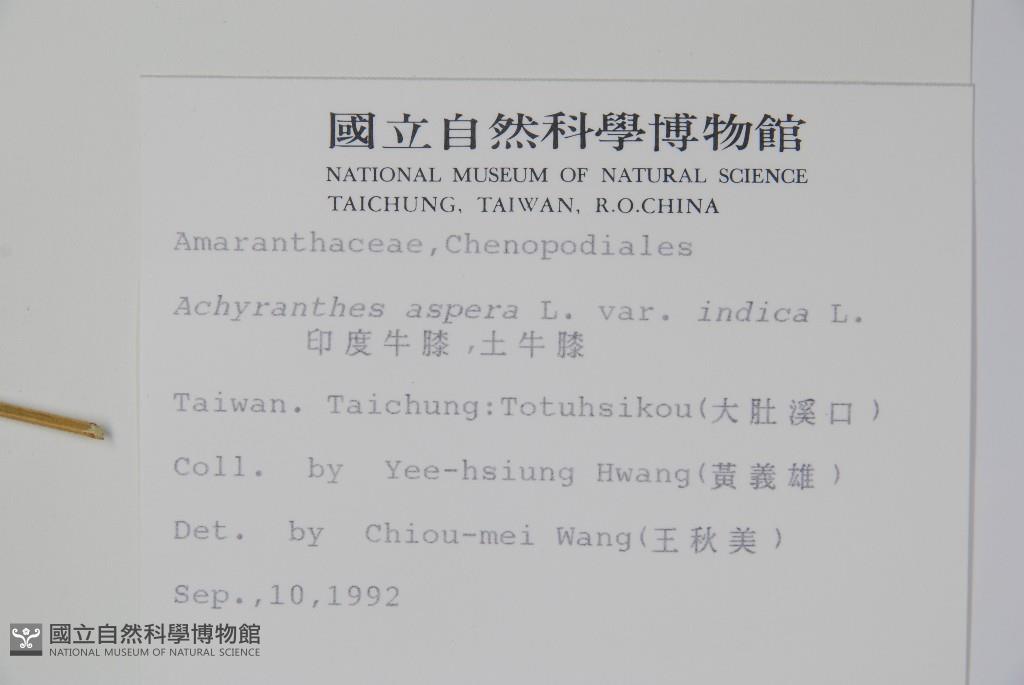 國立自然科學博物館
NATIONAL MUSEUM OF NATURAL SCIENCE
TAICHUNG, TAIWAN, R.O.CHINA
Amaranthaceae,Chenopodiales
Achyranthes aspera L. var. indica L.
印度牛膝,土牛膝
Taiwan. Taichung:Totuhsikou(大肚溪口)
Coll. by Yee-hsiung Hwang(黃義雄)
Det. by Chiou-mei Wang(王秋美)
Sep.,10,1992
國立自然科學博物館
NATIONAL MUSEUM OF NATURAL SCIENCE